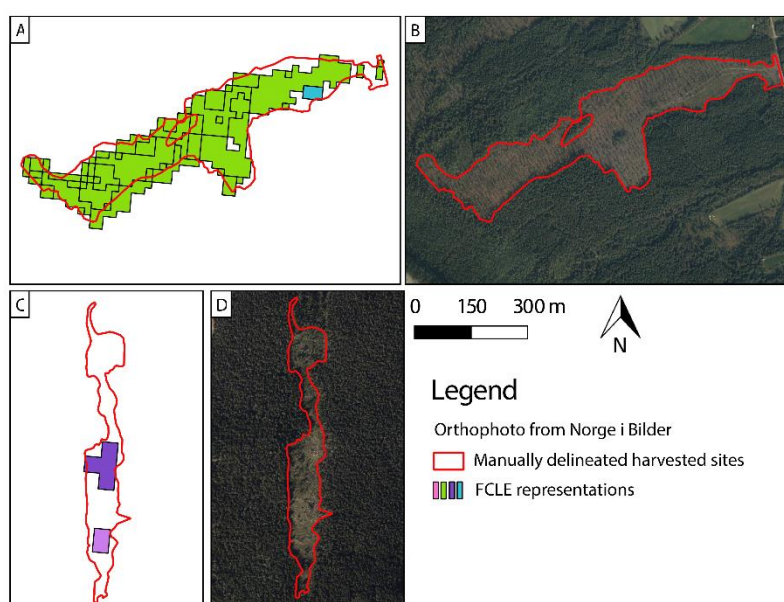 A
B
C
D
0 150 300 m
N
Legend
Orthophoto from Norge i Bilder
Manually delineated harvested sites
FCLE representations